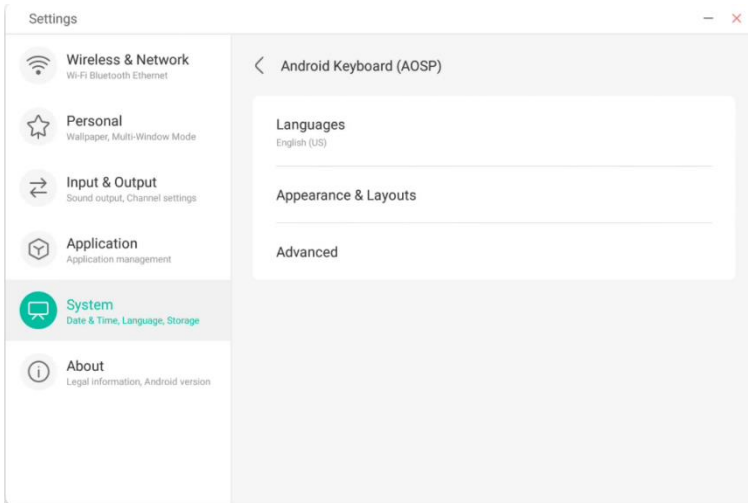 Settings
Wireless & Network
Wi-Fi Bluetooth Ethernet
Personal
Wallpaper, Multi-Window Mode
Input & Output
Sound output, Channel settings
Application
Application management
System
Date & Time, Language, Storage
About
Legal information, Android version
Android Keyboard (AOSP)
Languages
English (US)
Appearance & Layouts
Advanced